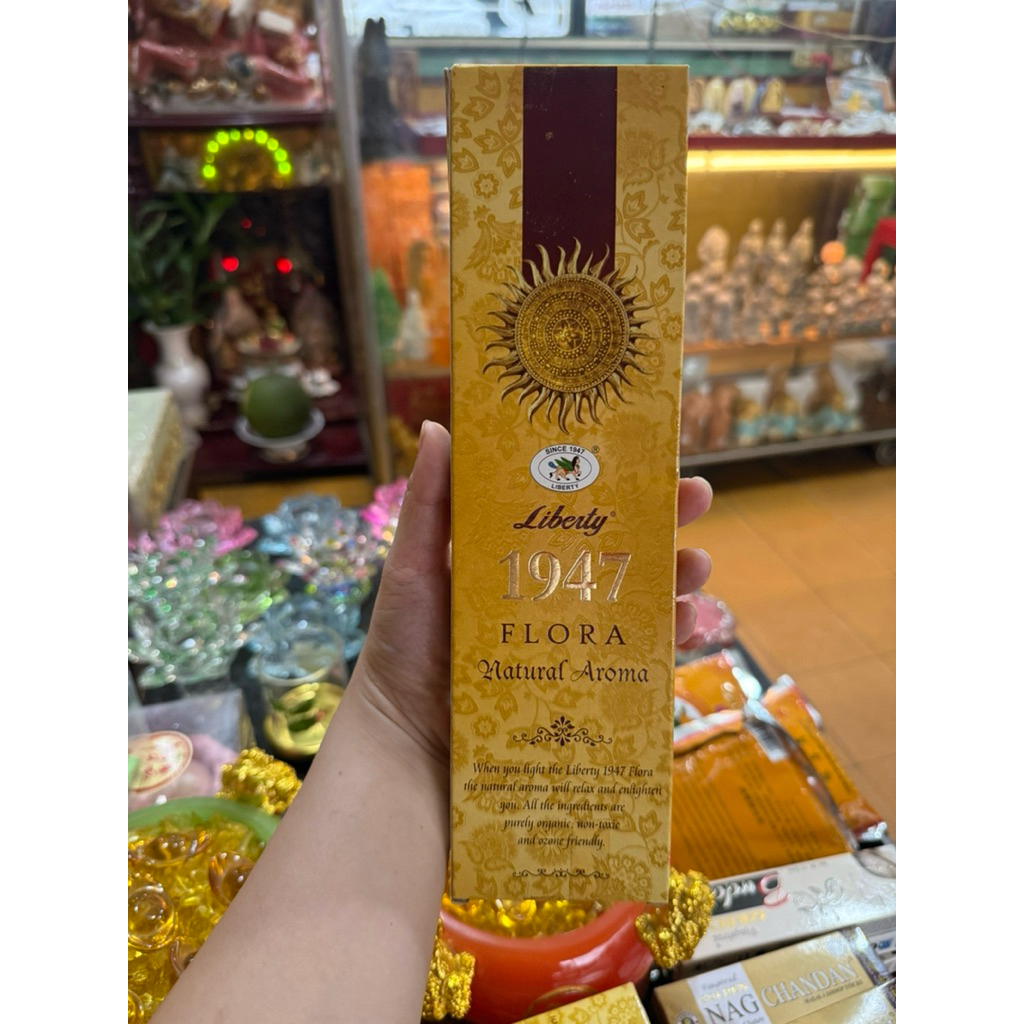 SINCE 1947
®
LIBERTY
Liberty®
1947
FLORA
Natural Aroma
When you light the Liberty 1947 Flora
the natural aroma will relax and enlighten
you. All the ingredients are
purely organic, non-toxic
and ozone friendly.
NAG CHANDAN